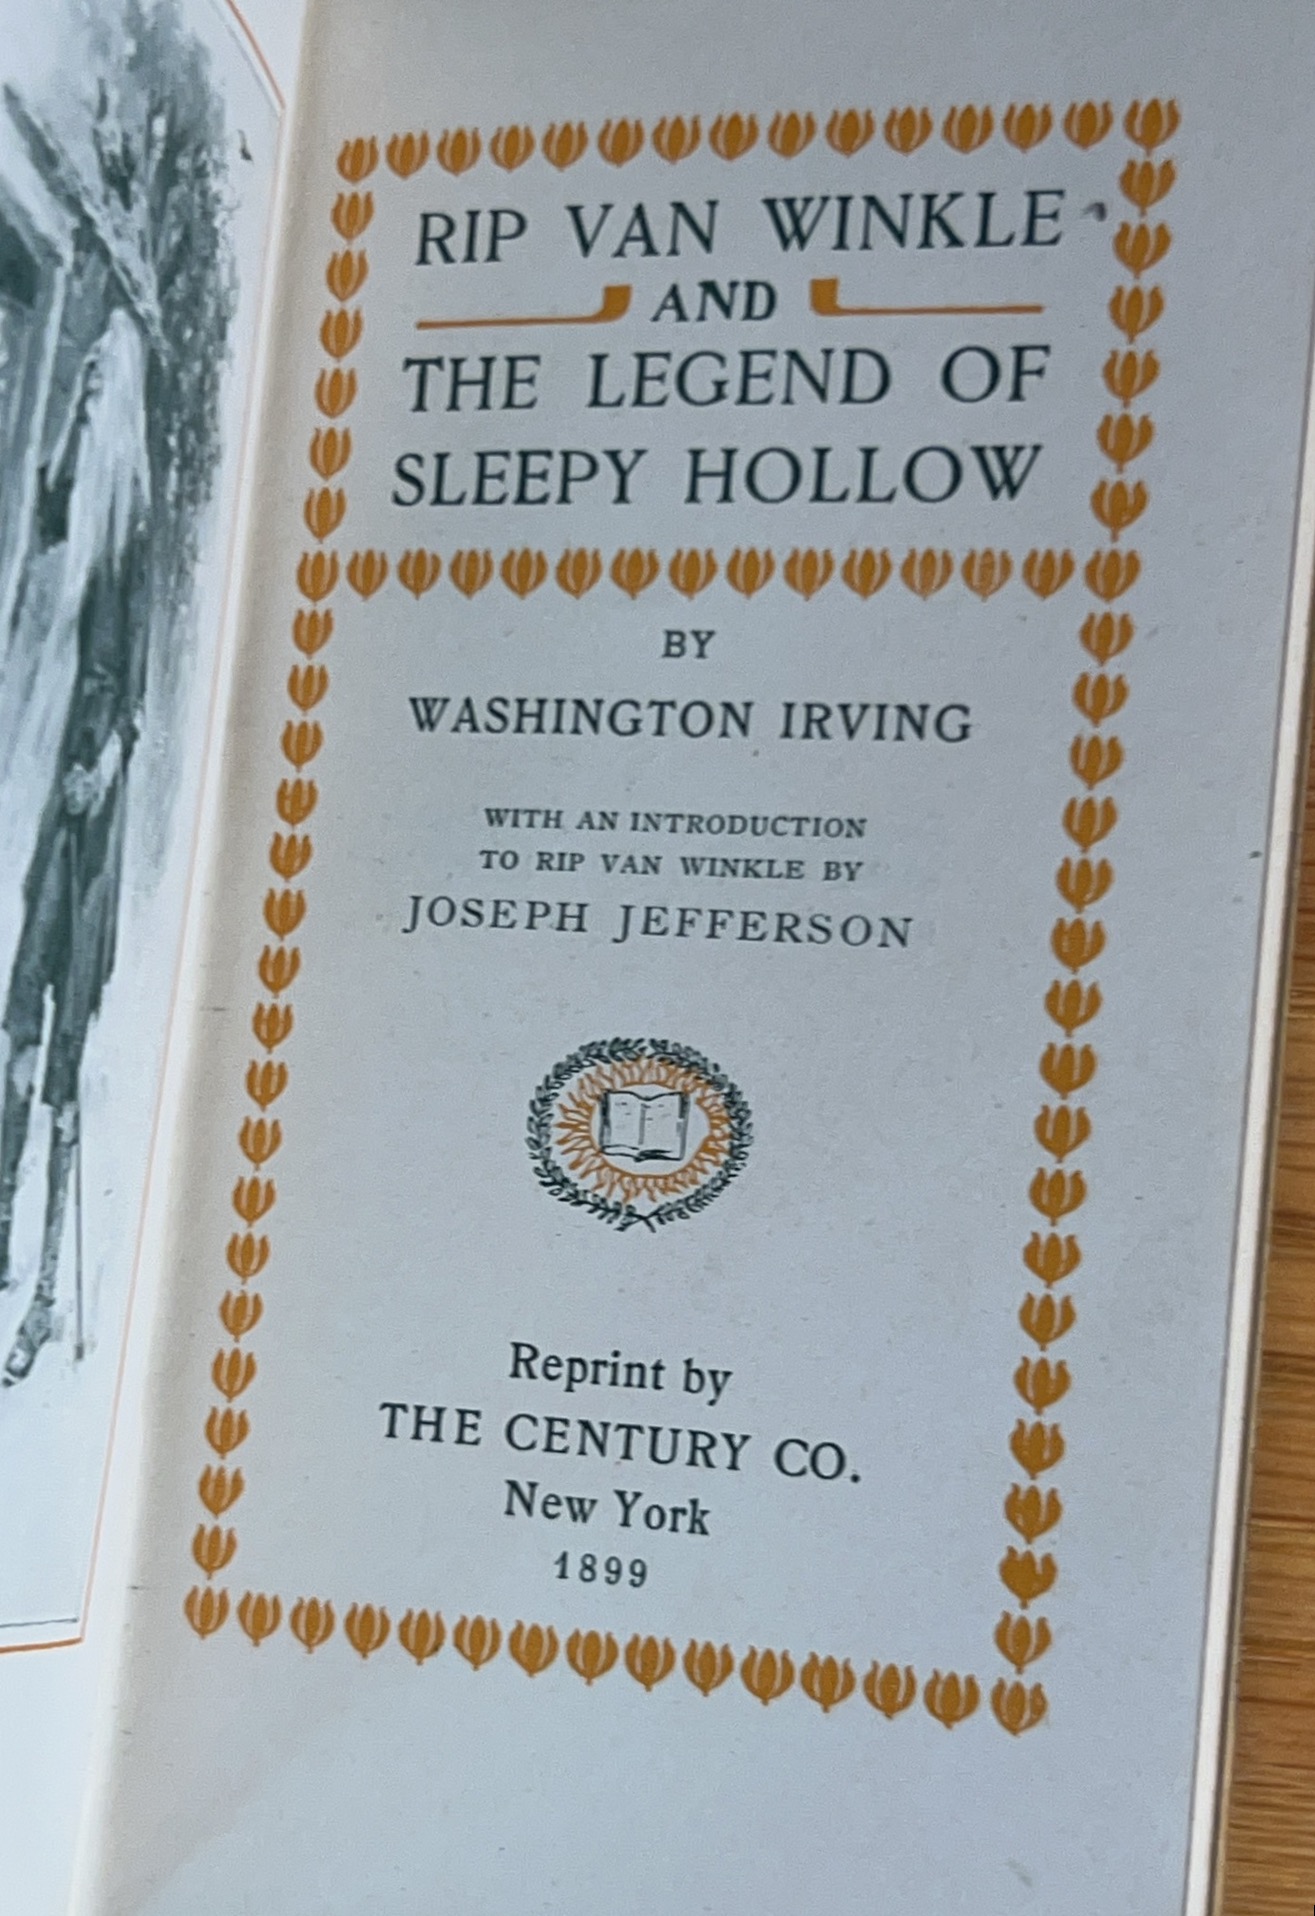 RIP VAN WINKLE
AND
THE LEGEND OF
SLEEPY HOLLOW
BY
WASHINGTON IRVING
WITH AN INTRODUCTION
TO RIP VAN WINKLE BY
JOSEPH JEFFERSON
Reprint by
THE CENTURY CO.
New York
1899